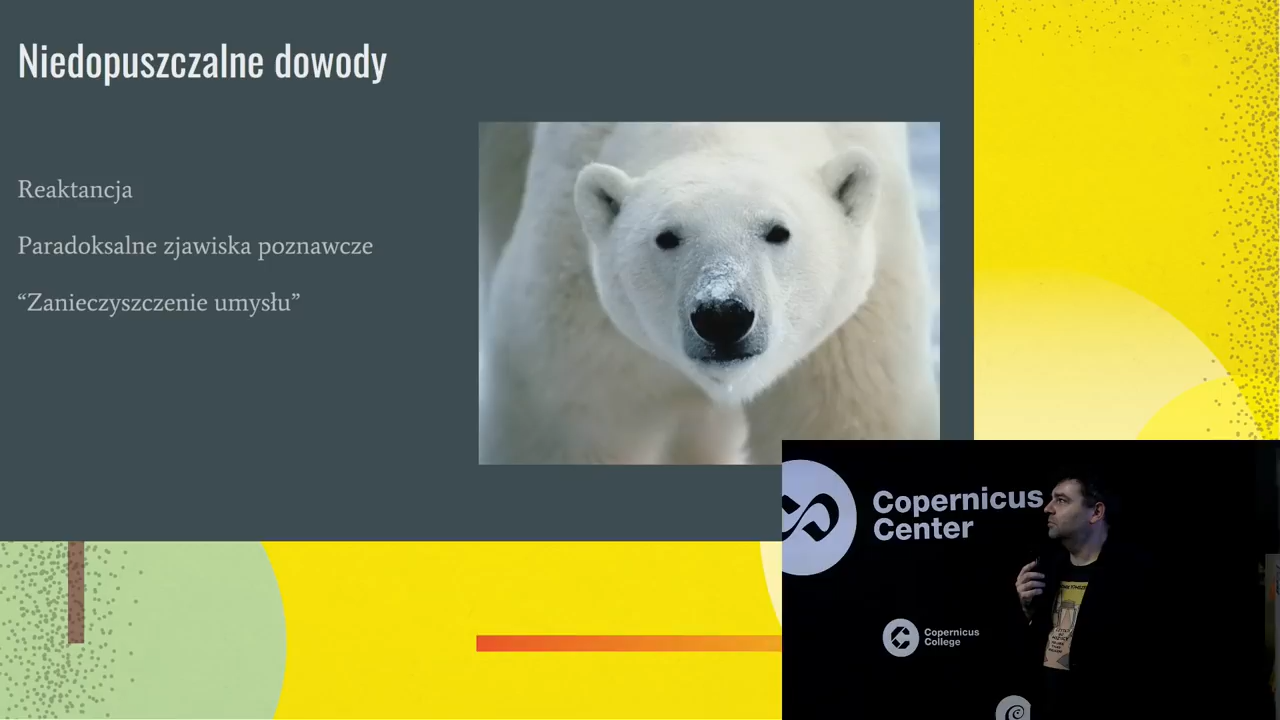 Niedopuszczalne dowody
Reaktancja
Paradoksalne zjawiska poznawcze
“Zanieczyszczenie umysłu”
Copernicus
Center
Copernicus
College